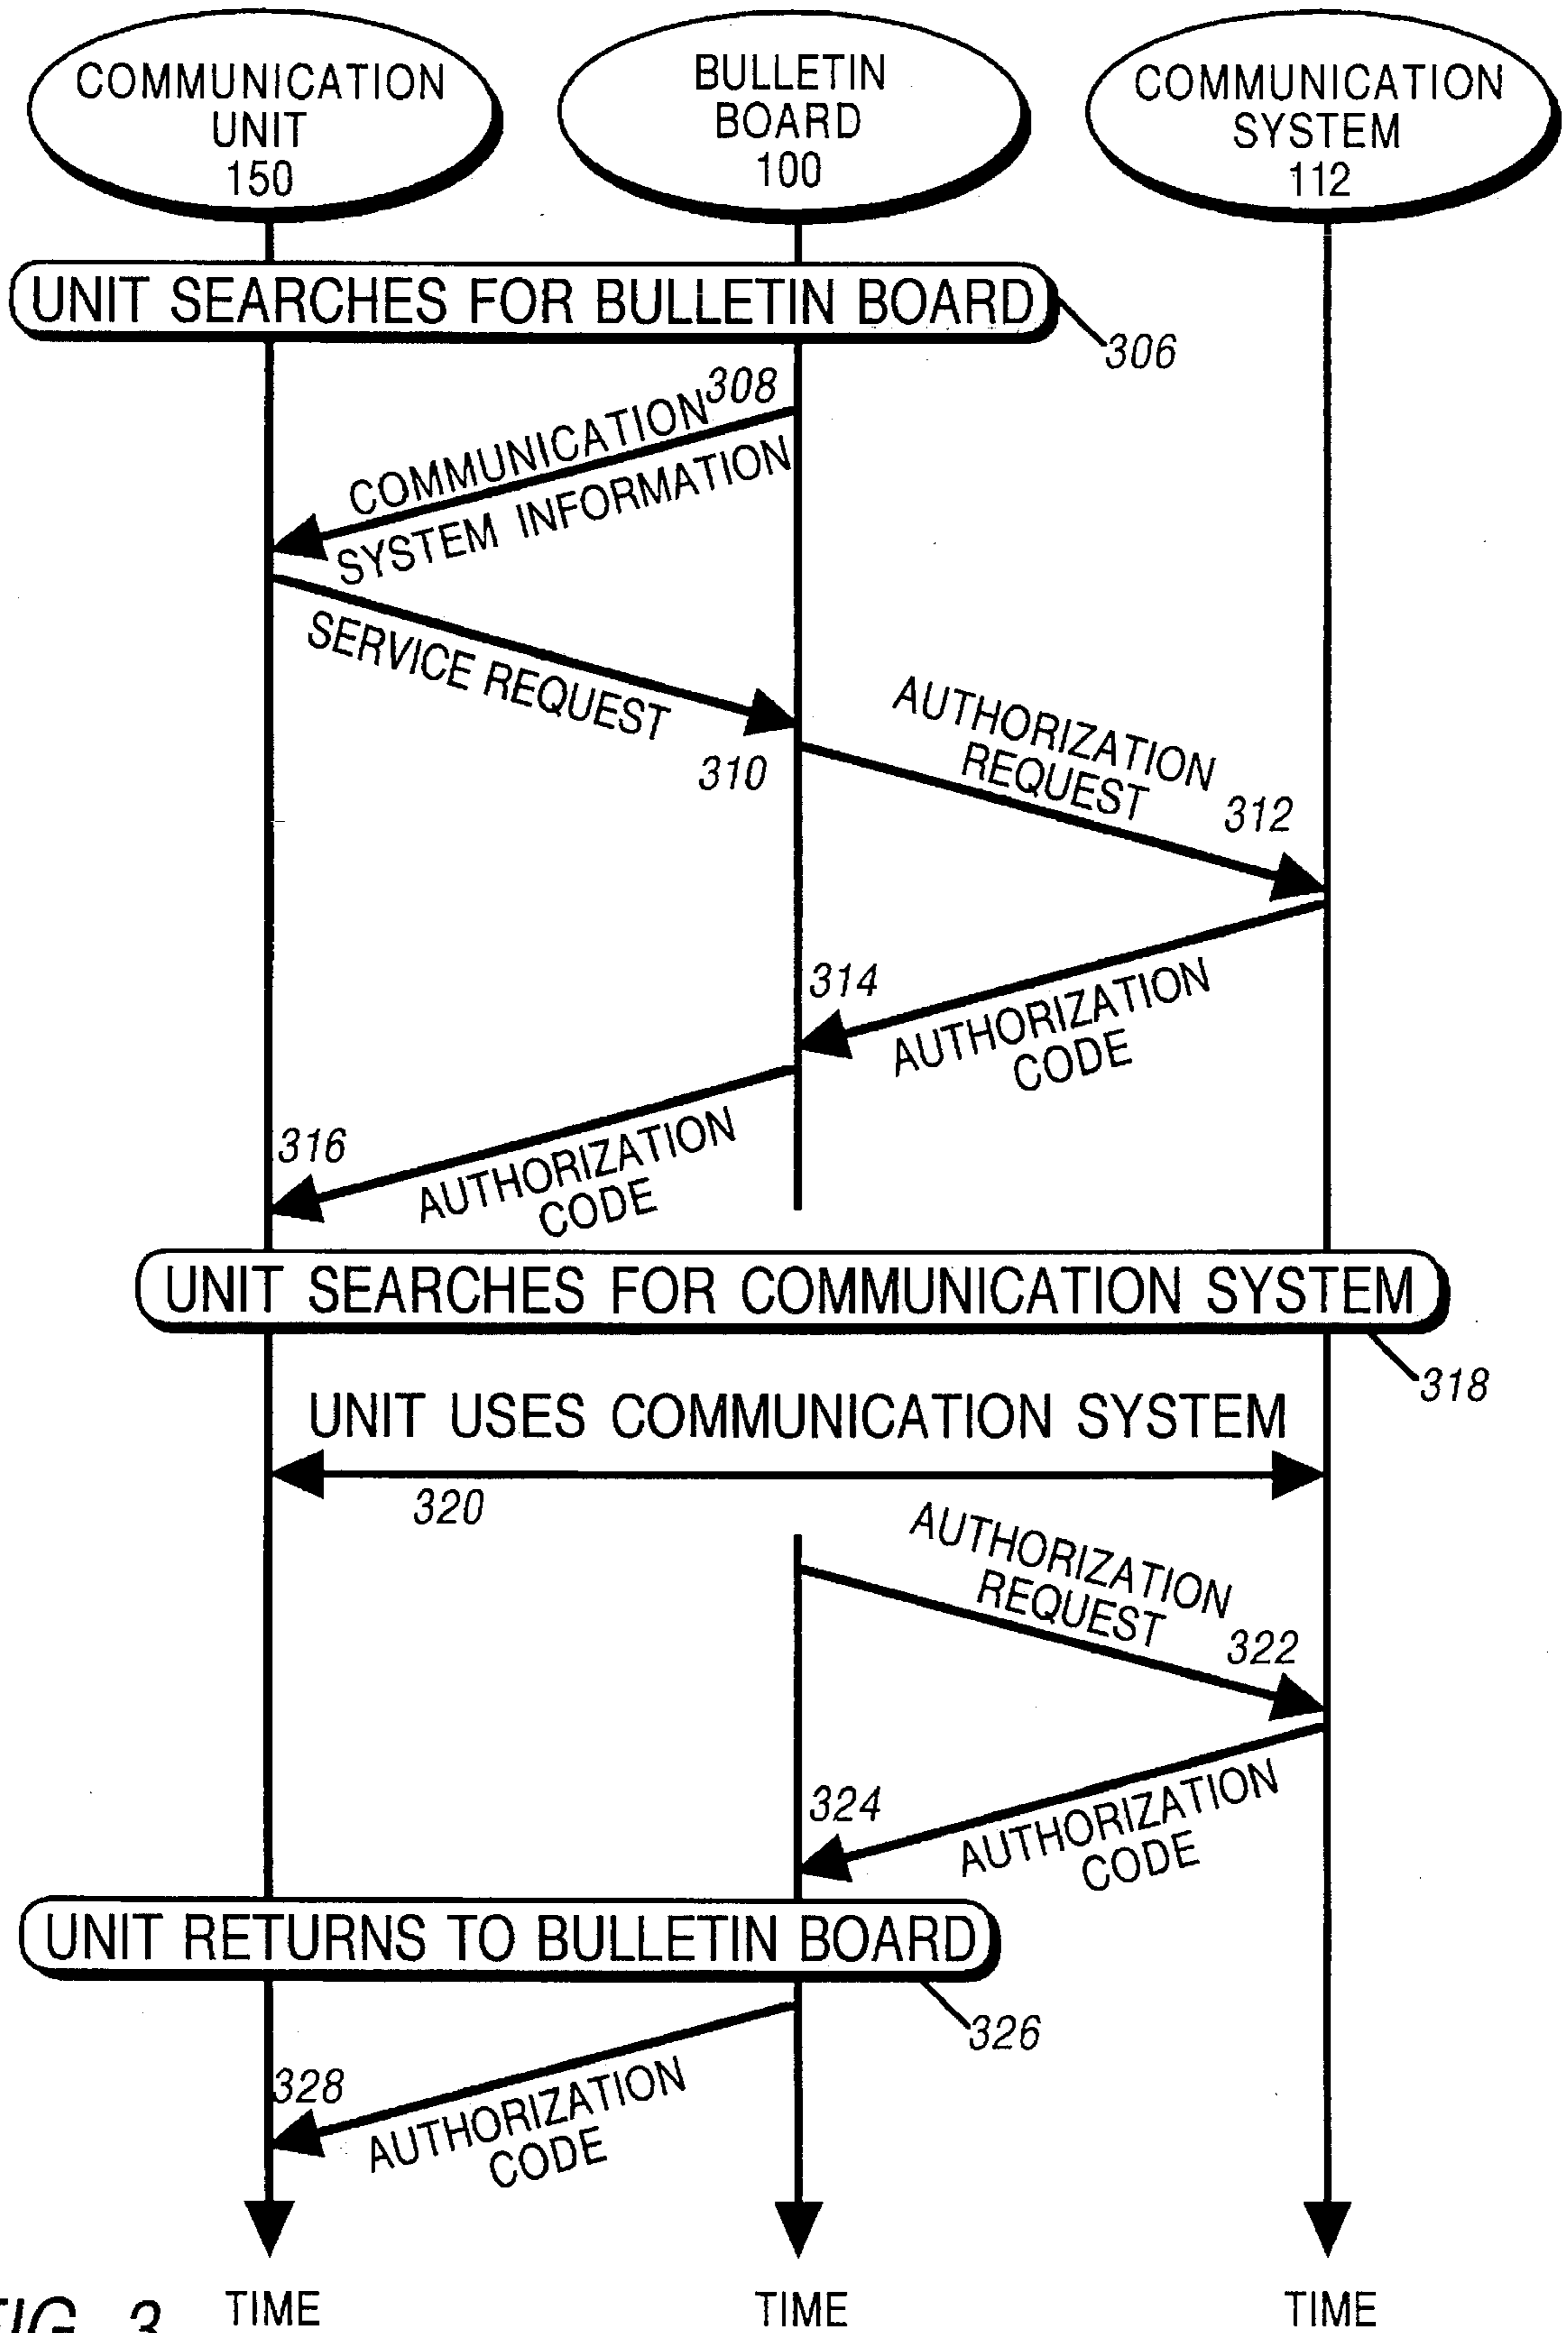 COMMUNICATION
UNIT
150
BULLETIN
BOARD
100
COMMUNICATION
SYSTEM
112
UNIT SEARCHES FOR BULLETIN BOARD
306
308
COMMUNICATION
SYSTEM INFORMATION
SERVICE REQUEST
310
AUTHORIZATION
REQUEST
312
314
AUTHORIZATION
CODE
316
AUTHORIZATION
CODE
UNIT SEARCHES FOR COMMUNICATION SYSTEM
318
UNIT USES COMMUNICATION SYSTEM
320
AUTHORIZATION
REQUEST
322
324
AUTHORIZATION
CODE
UNIT RETURNS TO BULLETIN BOARD
326
328
AUTHORIZATION
CODE
TIME
TIME
TIME
FIG. 3